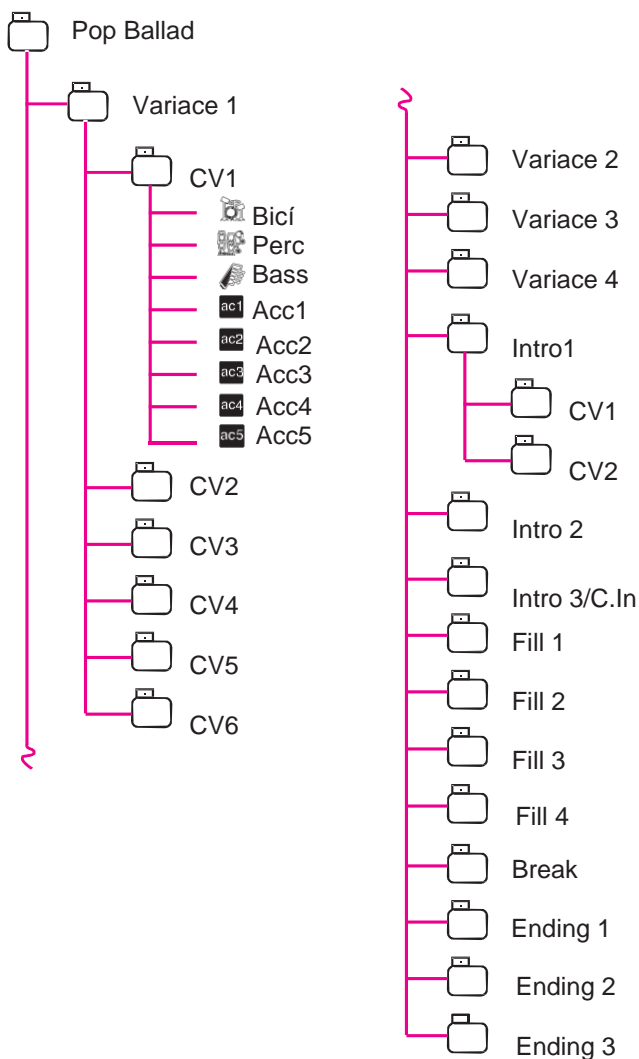 Pop Ballad
Variace 1
CV1
Bicí
Perc
Bass
ac1 Acc1
ac2 Acc2
ac3 Acc3
ac4 Acc4
ac5 Acc5
CV2
CV3
CV4
CV5
CV6
Variace 2
Variace 3
Variace 4
Intro1
CV1
CV2
Intro 2
Intro 3/C.In
Fill 1
Fill 2
Fill 3
Fill 4
Break
Ending 1
Ending 2
Ending 3